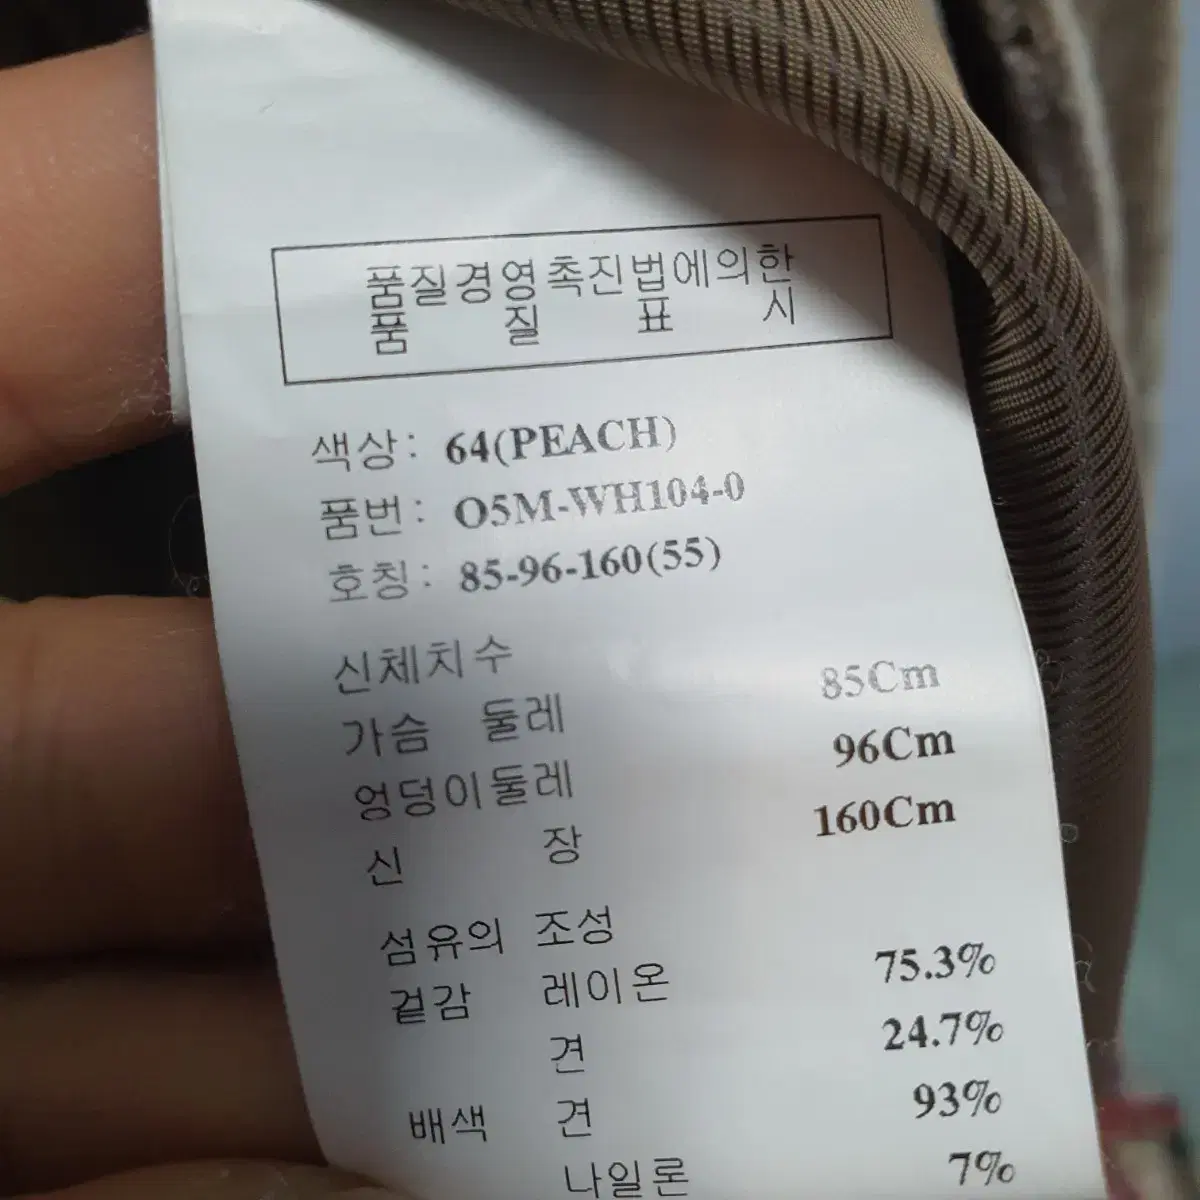 품질경영촉진법에의한
품 질 표 시
색상: 64(PEACH)
품번: O5M-WH104-0
호칭: 85-96-160(55)
신체치수
가슴 둘레 85Cm
엉덩이둘레 96Cm
신 장 160Cm
섬유의 조성
겉감 레이온 75.3%
견 24.7%
배색 견 93%
나일론 7%